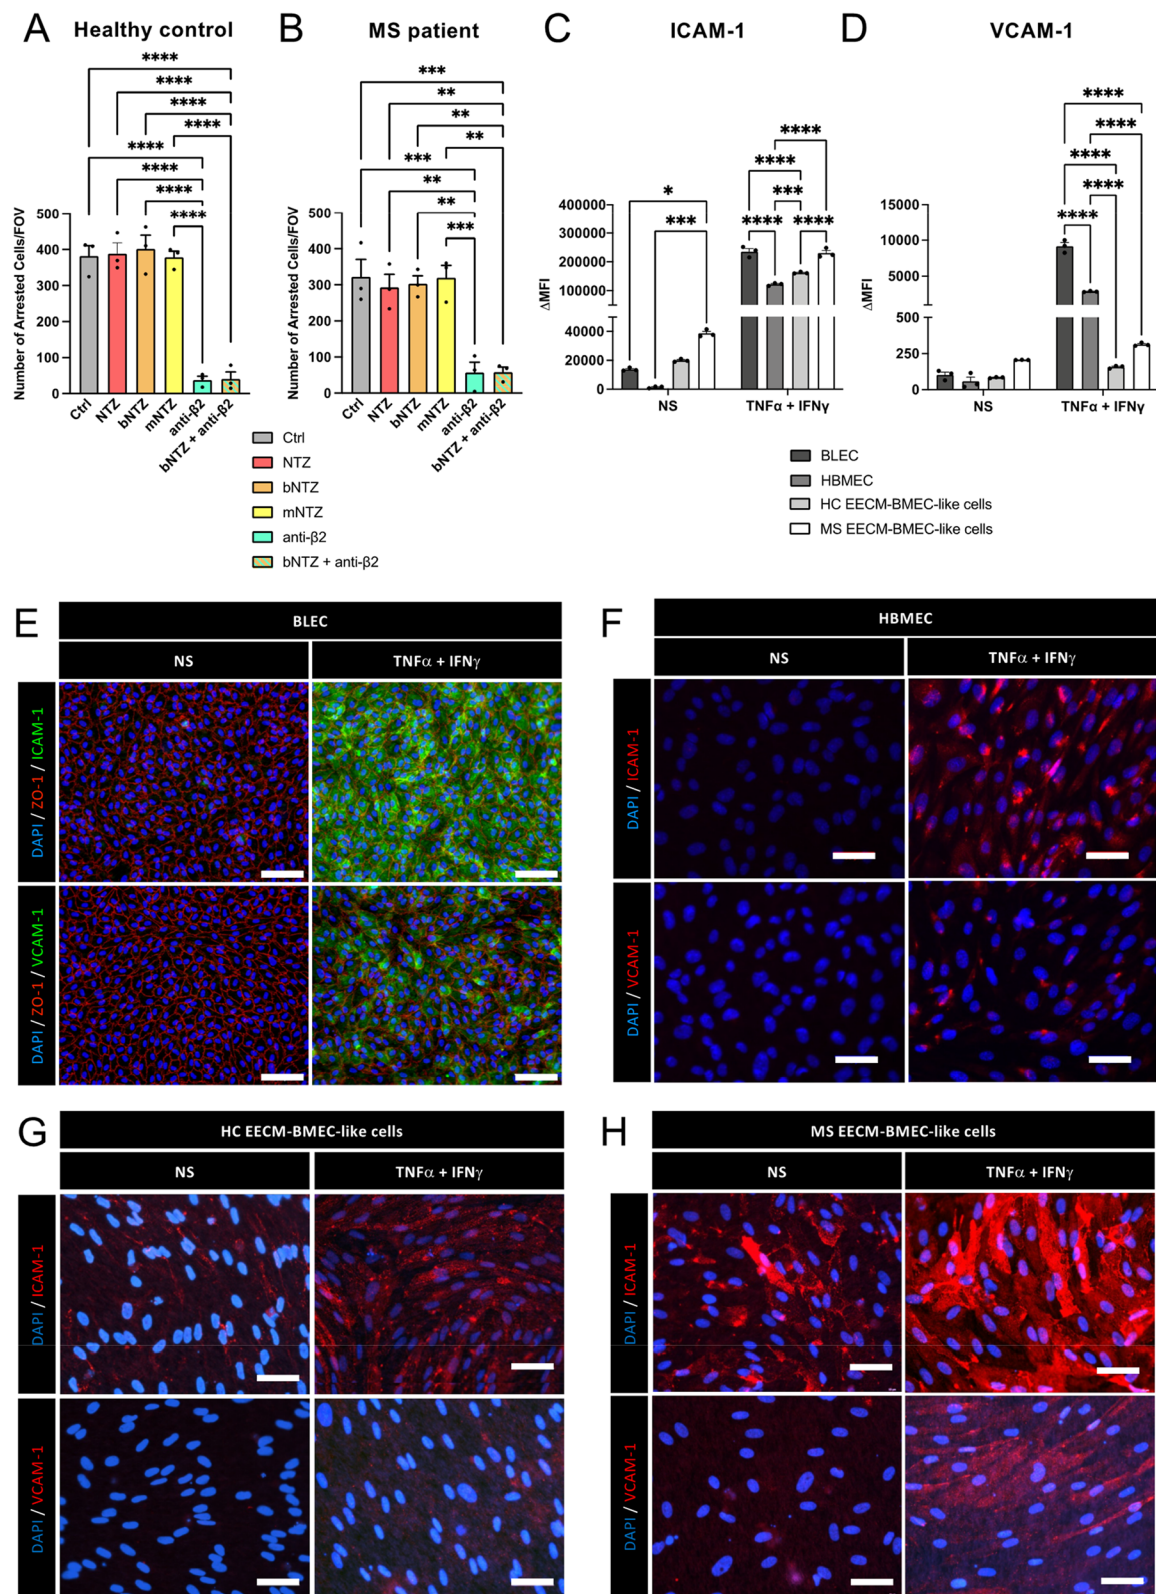 A Healthy control
B MS patient
C ICAM-1
D VCAM-1
****
****
****
****
****
****
****
****
Number of Arrested Cells/FOV
500
400
300
200
100
0
Ctrl
NTZ
bNTZ
mNTZ
anti-β2
bNTZ + anti-β2
***
**
**
**
***
**
**
***
Number of Arrested Cells/FOV
500
400
300
200
100
0
Ctrl
NTZ
bNTZ
mNTZ
anti-β2
bNTZ + anti-β2
Ctrl
NTZ
bNTZ
mNTZ
anti-β2
bNTZ + anti-β2
*
***
****
****
***
****
****
ΔMFI
400000
300000
200000
100000
40000
20000
0
NS
TNFα + IFNγ
****
****
****
****
****
ΔMFI
15000
10000
5000
500
250
0
NS
TNFα + IFNγ
BLEC
HBMEC
HC EECM-BMEC-like cells
MS EECM-BMEC-like cells
E
BLEC
NS
TNFα + IFNγ
DAPI / ZO-1 / ICAM-1
DAPI / ZO-1 / VCAM-1
F
HBMEC
NS
TNFα + IFNγ
DAPI / ICAM-1
DAPI / VCAM-1
G
HC EECM-BMEC-like cells
NS
TNFα + IFNγ
DAPI / ICAM-1
DAPI / VCAM-1
H
MS EECM-BMEC-like cells
NS
TNFα + IFNγ
DAPI / ICAM-1
DAPI / VCAM-1